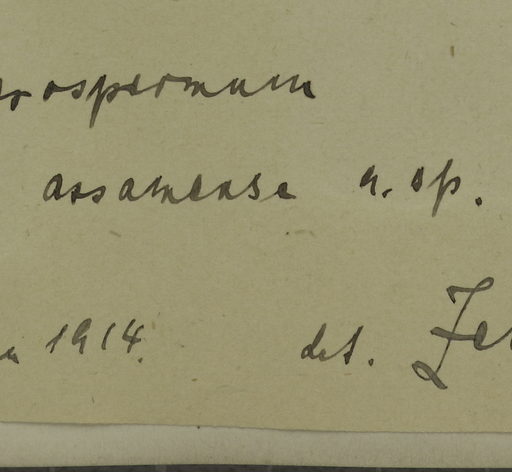 rospermum
assamense n. sp.
1914.
det.